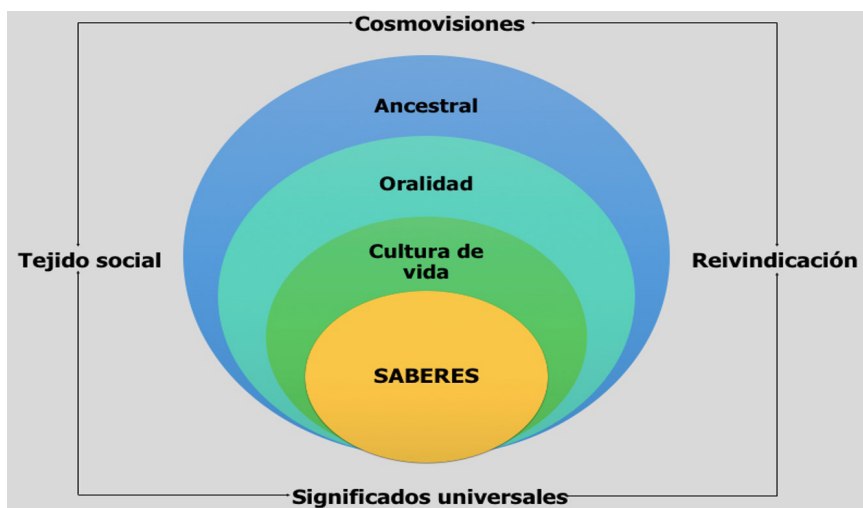 Cosmovisiones
Ancestral
Oralidad
Cultura de
vida
Tejido social
Reivindicación
SABERES
Significados universales